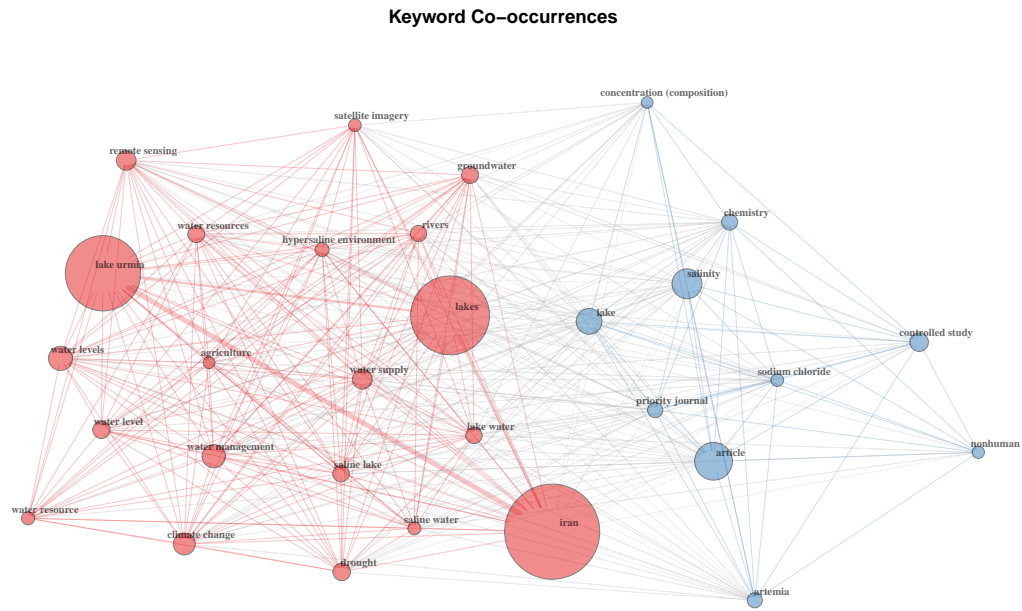 Keyword Co−occurrences
concentration (composition)
satellite imagery
remote sensing
groundwater
chemistry
water resources
rivers
hypersaline environment
lake urmia
salinity
lakes
lake
controlled study
water levels
agriculture
water supply
sodium chloride
priority journal
water level
lake water
water management
article
nonhuman
saline lake
water resource
saline water
iran
climate change
drought
artemia